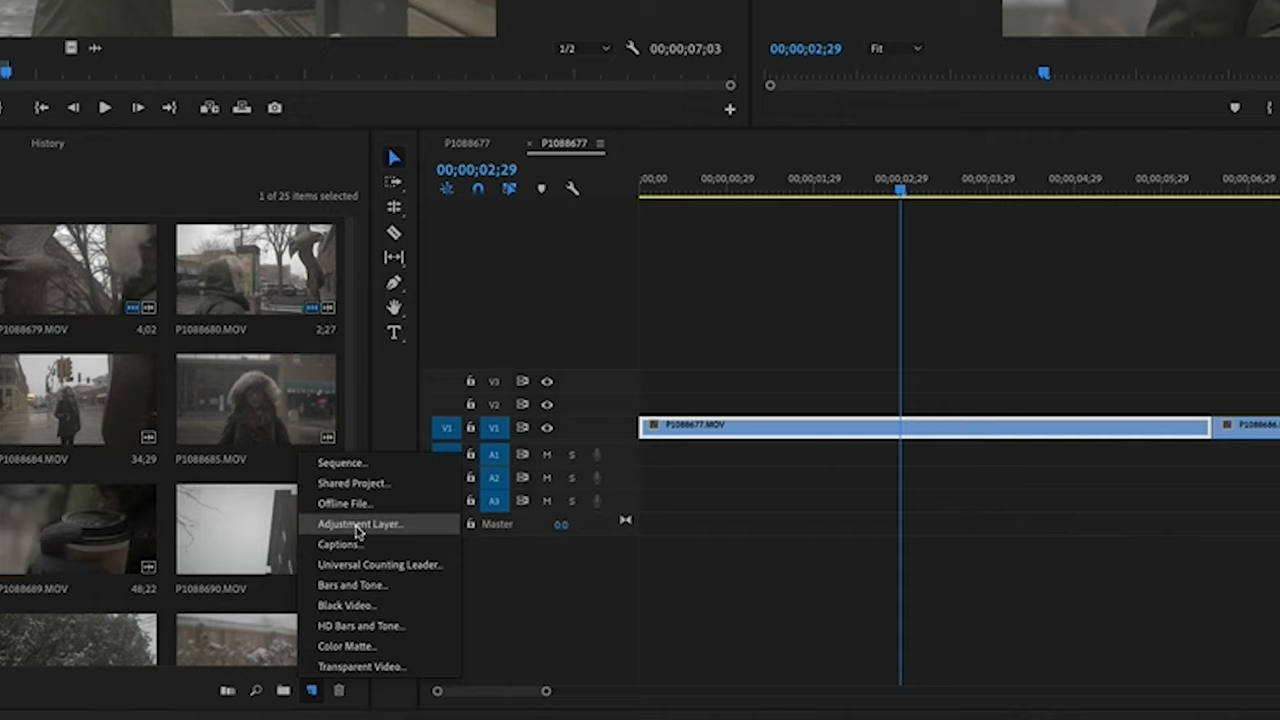 1/2
00;00;07;03
00;00;02;29
Fit
History
P1088677
× P1088677
00;00;02;29
;00;00
00;00;00;29
00;00;01;29
00;00;02;29
00;00;03;29
00;00;04;29
00;00;05;29
00;00;06;29
1 of 25 items selected
P1088679.MOV 4;02
P1088680.MOV 2;27
V3
V2
V1 V1
P1088677.MOV
P1088686.
P1088684.MOV 34;29
P1088685.MOV
A1 M S
A2 M S
A3 M S
Master 0.0
Sequence...
Shared Project...
Offline File...
Adjustment Layer...
Captions...
Universal Counting Leader...
Bars and Tone...
Black Video...
HD Bars and Tone...
Color Matte...
Transparent Video...
P1088689.MOV 48;22
P1088690.MOV